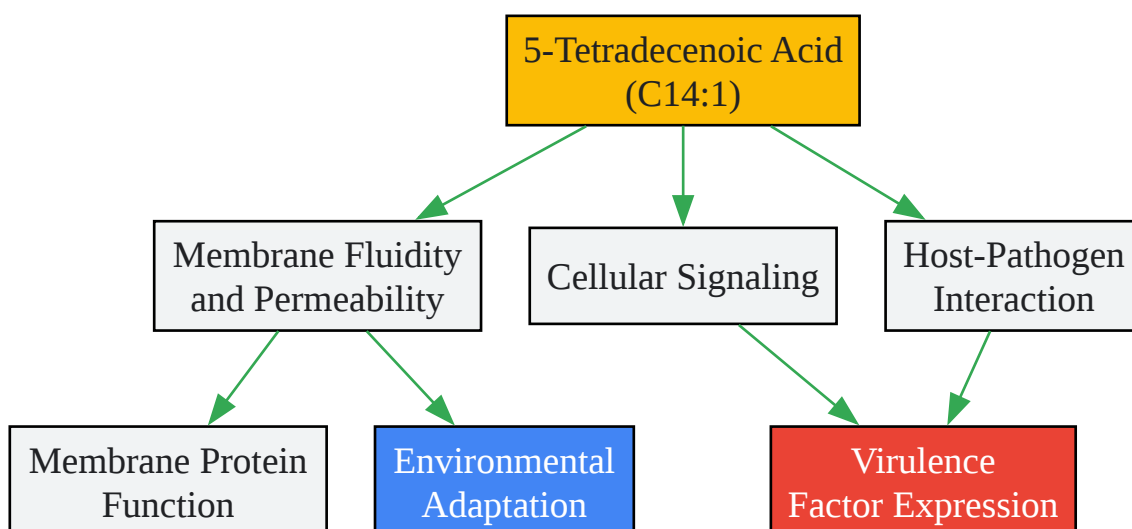 5-Tetradecenoic Acid
(C14:1)
Membrane Fluidity
and Permeability
Cellular Signaling
Host-Pathogen
Interaction
Membrane Protein
Function
Environmental
Adaptation
Virulence
Factor Expression